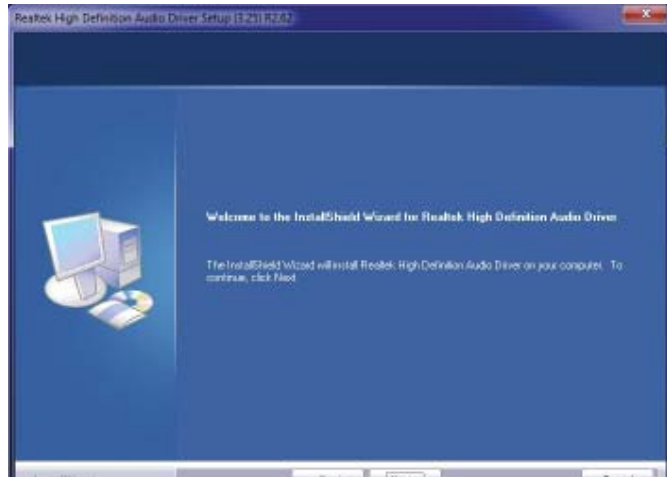 Realtek High Definition Audio Driver Setup (3.25) R2.62
Welcome to the InstallShield Wizard for Realtek High Definition Audio Driver
The InstallShield Wizard will install Realtek High Definition Audio Driver on your computer. To
continue, click Next